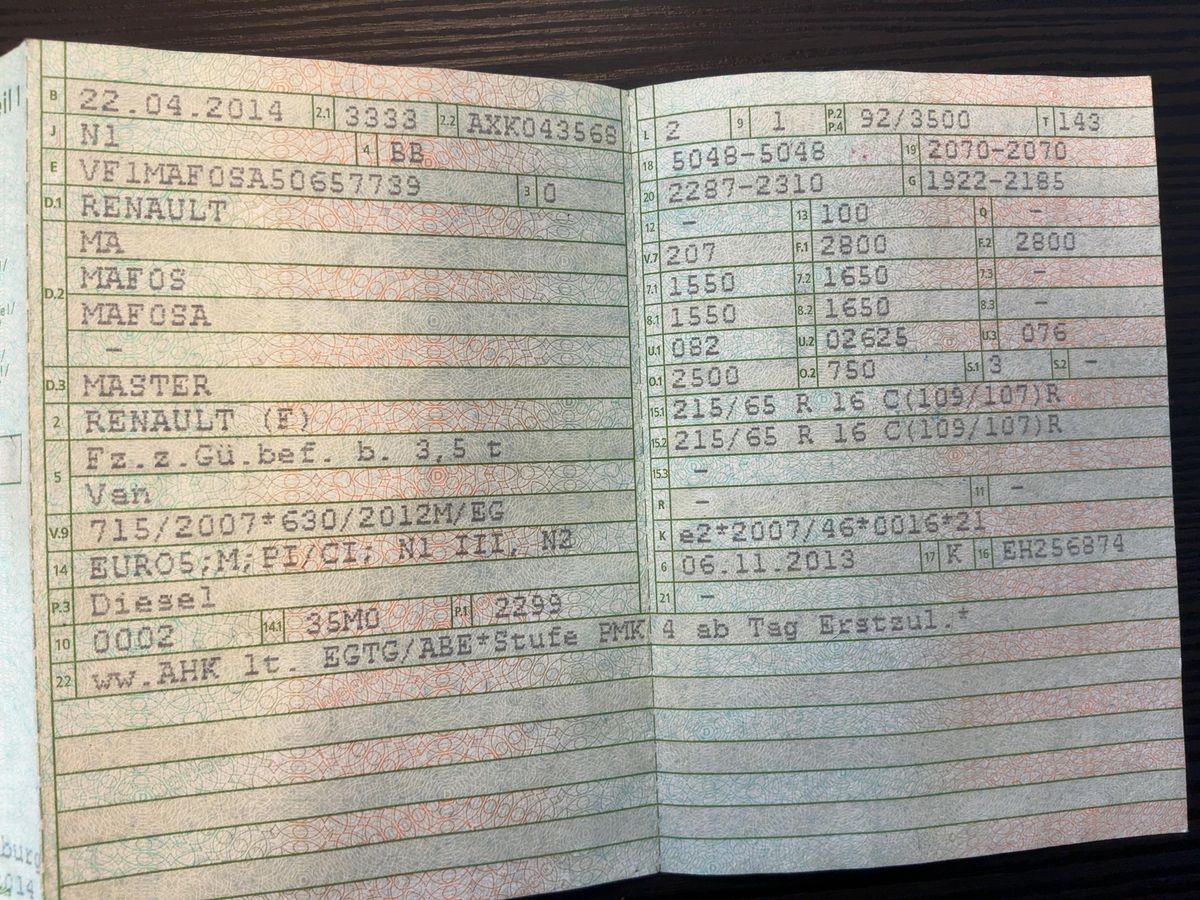 B 22.04.2014 2.1 3333 2.2 AXK043568
J N1 4 BB
E VF1MAF0SA50657739 3 0
D.1 RENAULT
MA
D.2 MAF0S
MAF0SA
-
D.3 MASTER
2 RENAULT (F)
5 Fz.z.Gü.bef. b. 3,5 t
Van
V.9 715/2007*630/2012M/EG
14 EURO5;M;PI/CI; N1 III, N2
P.3 Diesel
10 0002 14.1 35M0 P.1 2299
22 ww.AHK lt. EGTG/ABE*Stufe PMK 4 ab Tag Erstzul.*
L 2 9 1 P.2 P.4 92/3500 T 143
18 5048-5048 19 2070-2070
20 2287-2310 G 1922-2185
12 - 13 100 Q -
V.7 207 F.1 2800 F.2 2800
7.1 1550 7.2 1650 7.3 -
8.1 1550 8.2 1650 8.3 -
U.1 082 U.2 02625 U.3 076
O.1 2500 O.2 750 S.1 3 S.2 -
15.1 215/65 R 16 C(109/107)R
15.2 215/65 R 16 C(109/107)R
15.3 -
R - 11 -
K e2*2007/46*0016*21
6 06.11.2013 17 K 16 EH256874
21 -
burg